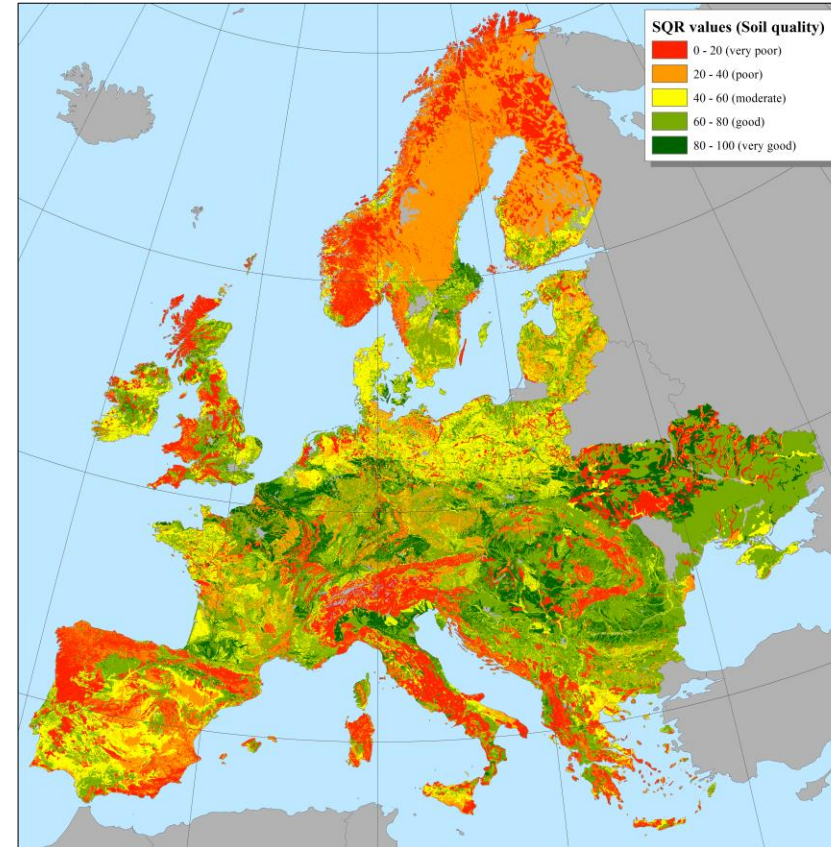 SQR values (Soil quality)
0 - 20 (very poor)
20 - 40 (poor)
40 - 60 (moderate)
60 - 80 (good)
80 - 100 (very good)